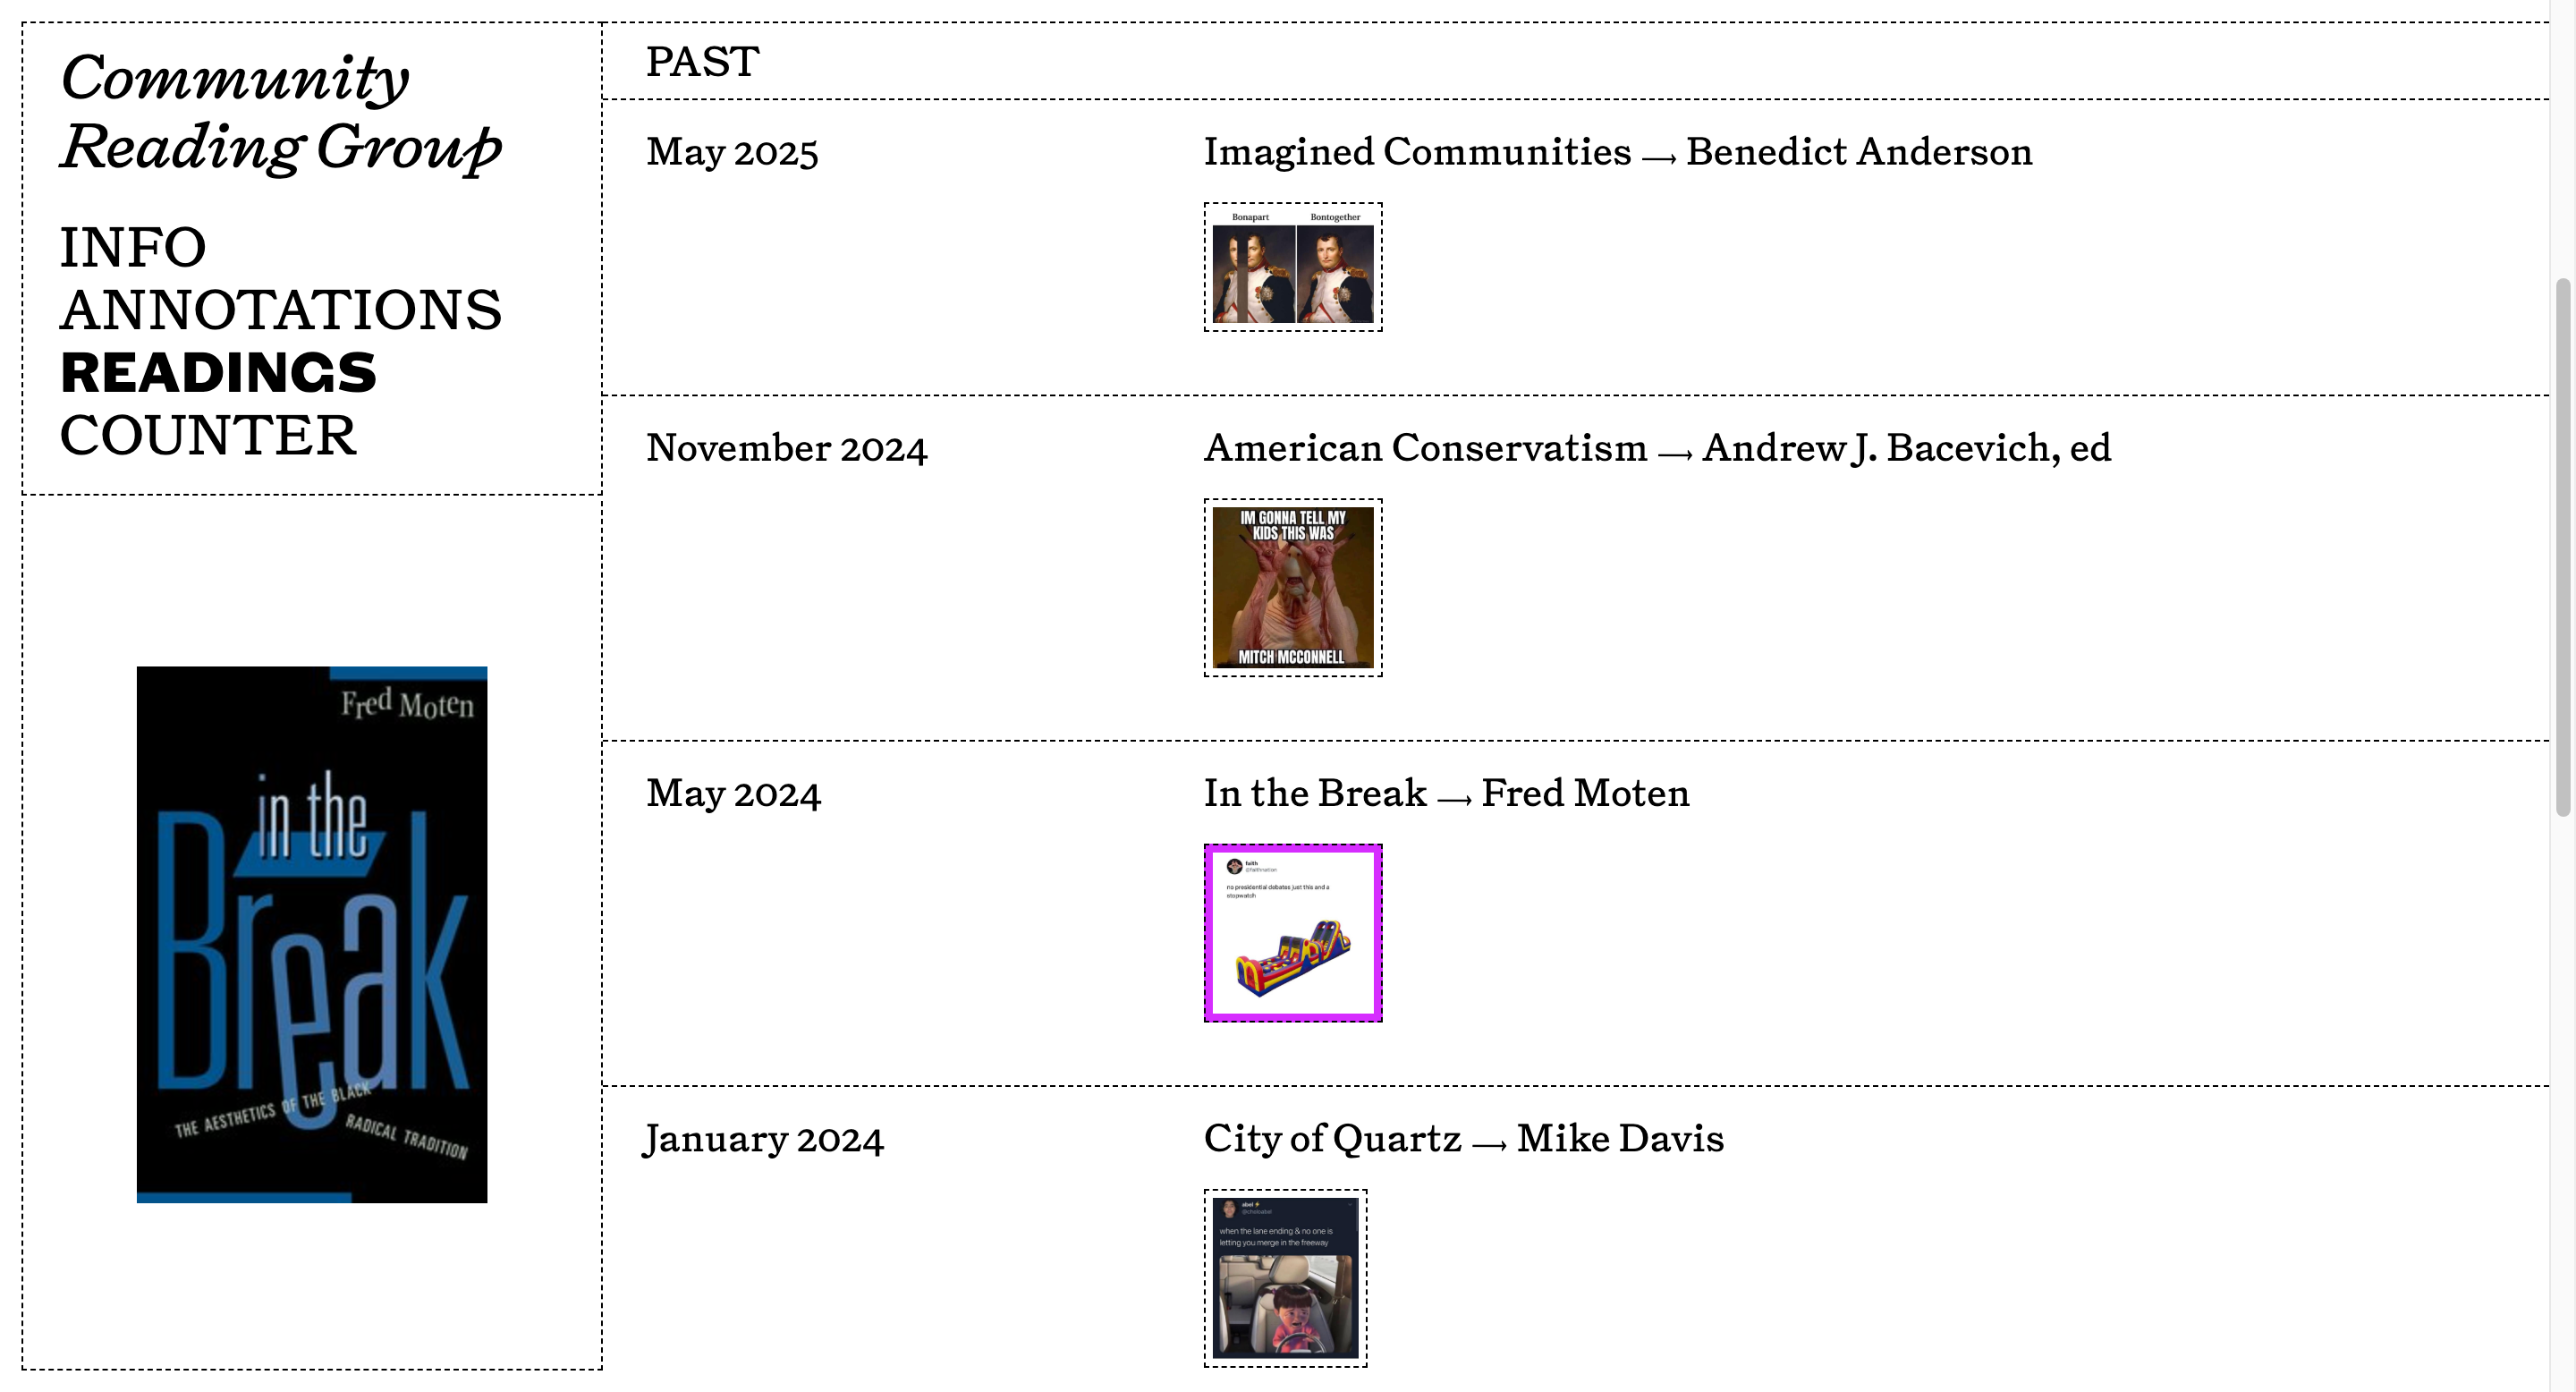 Community
Reading Group
INFO
ANNOTATIONS
READINGS
COUNTER
Fred Moten
in the
Break
THE AESTHETICS OF THE BLACK
RADICAL TRADITION
PAST
May 2025
Imagined Communities → Benedict Anderson
Bonapart
Bontogether
November 2024
American Conservatism → Andrew J. Bacevich, ed
IM GONNA TELL MY
KIDS THIS WAS
MITCH MCCONNELL
May 2024
In the Break → Fred Moten
faith
no presidential debates just this and a
stopwatch
January 2024
City of Quartz → Mike Davis
abel⚡
when the lane ending & no one is
letting you merge in the freeway